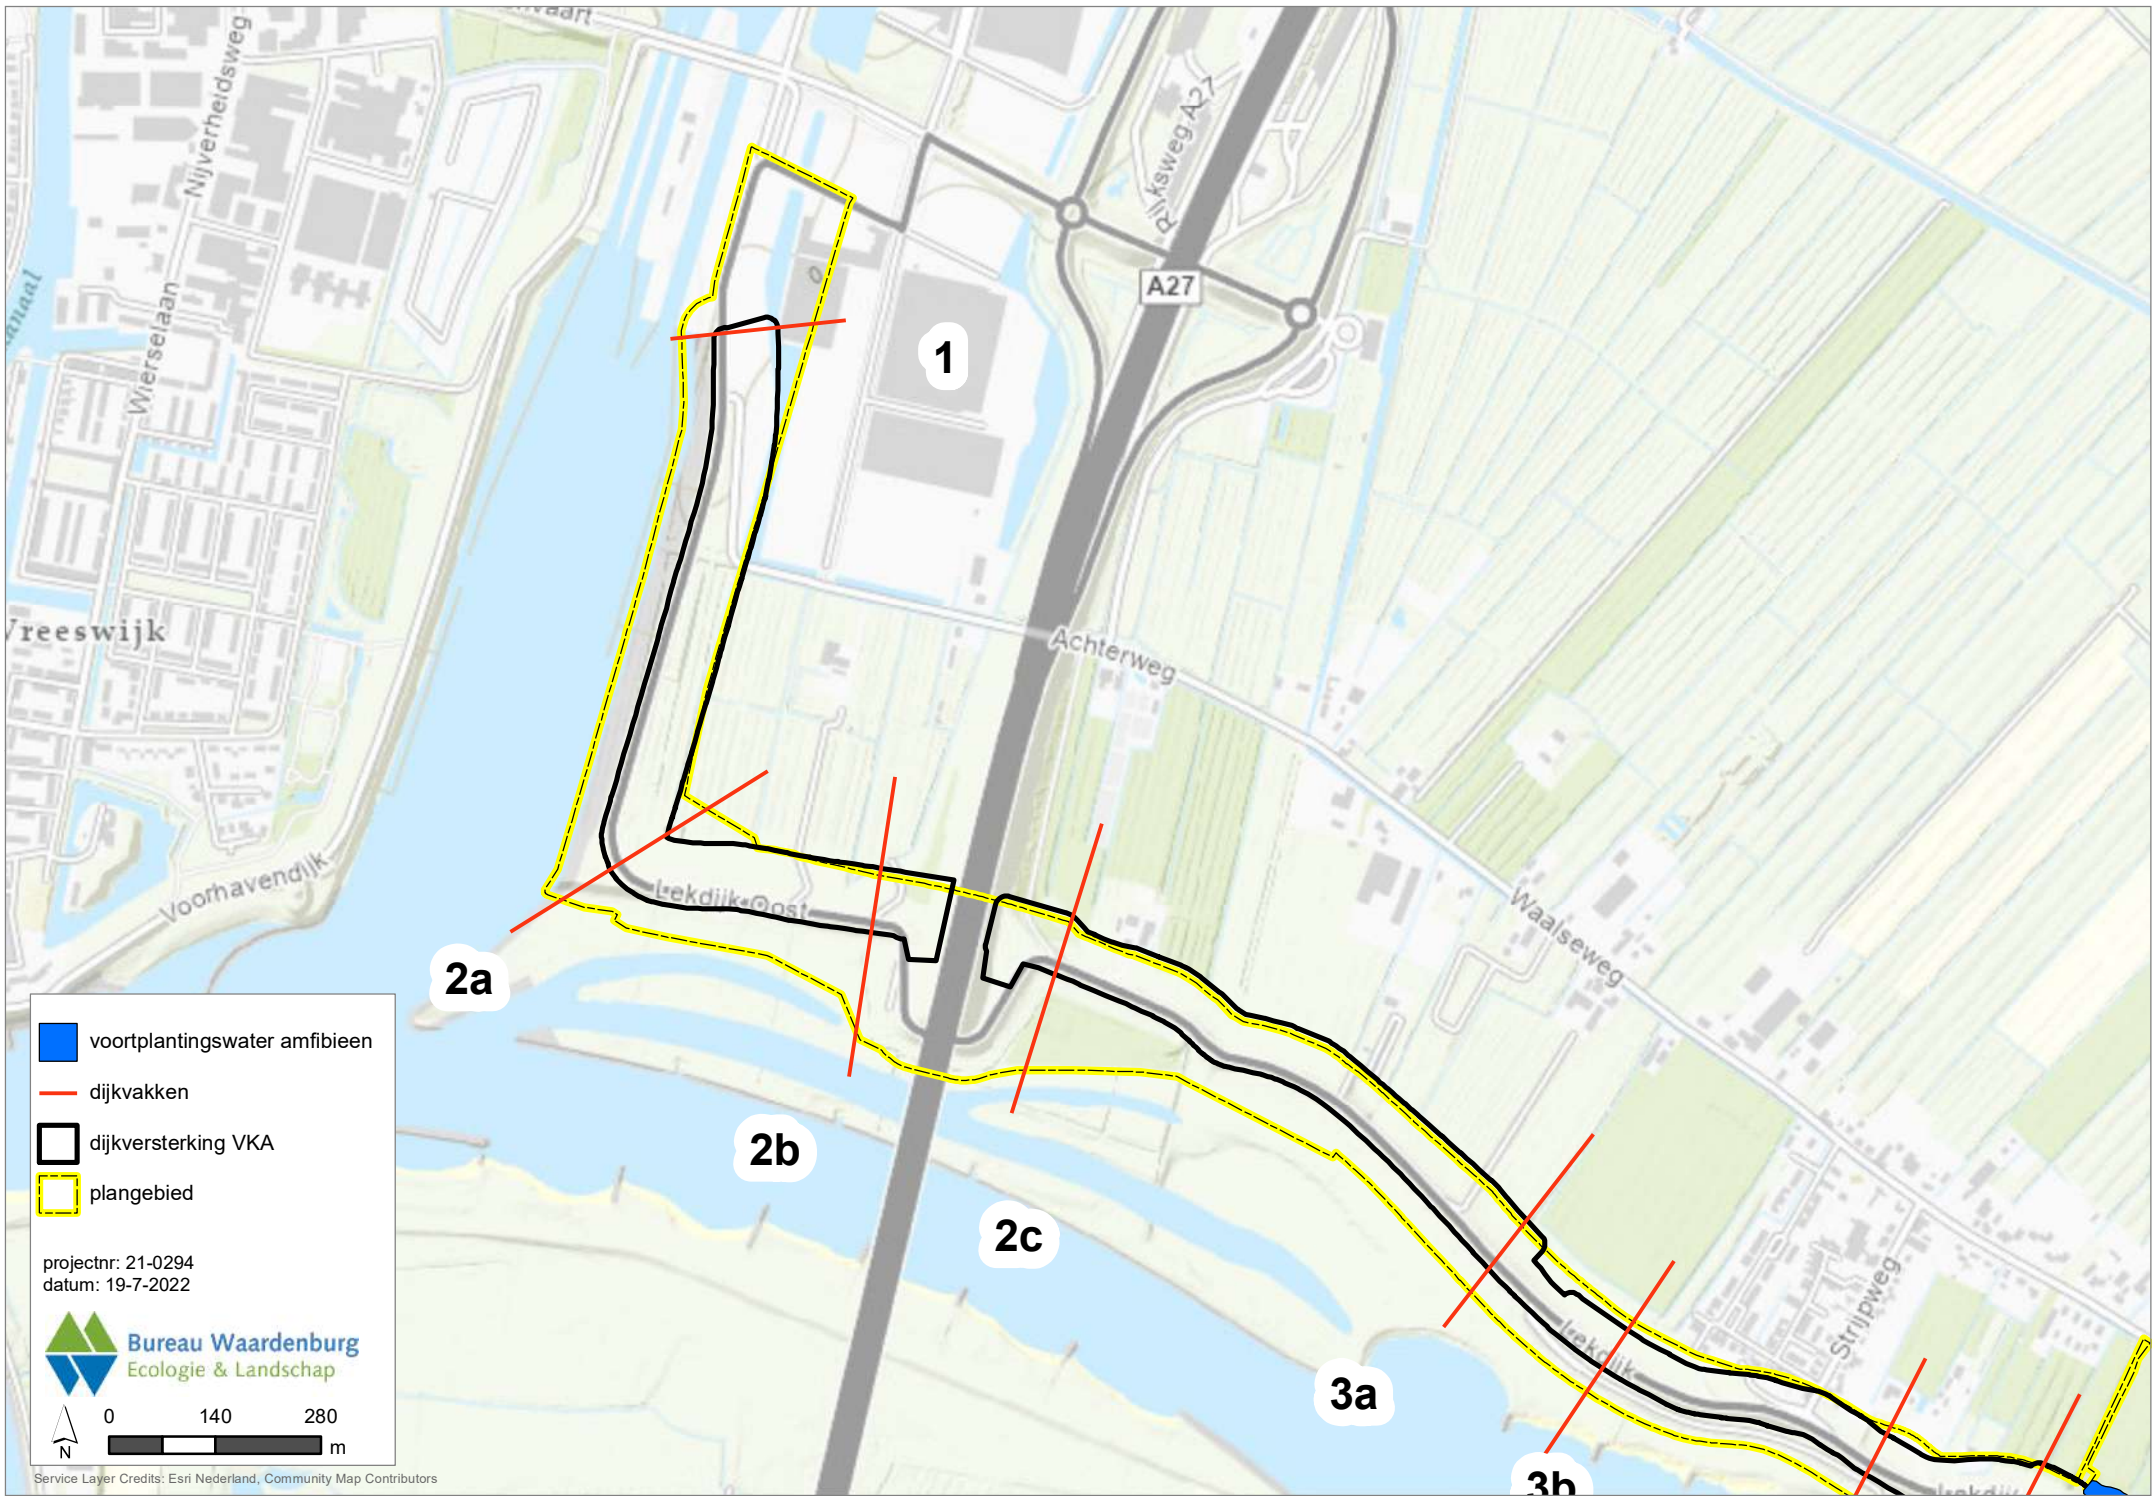 Nijverheidsweg
Rijksweg A27
A27
Wierselaan
1
Vreeswijk
Achterweg
Voorhavendijk
Lekdijk-Oost
Waalseweg
2a
2b
2c
Strijpweg
Lekdijk
3a
3b
Lekdijk
voortplantingswater amfibieen
dijkvakken
dijkversterking VKA
plangebied
projectnr: 21-0294
datum: 19-7-2022
Bureau Waardenburg
Ecologie & Landschap
0 140 280
m
N
Service Layer Credits: Esri Nederland, Community Map Contributors